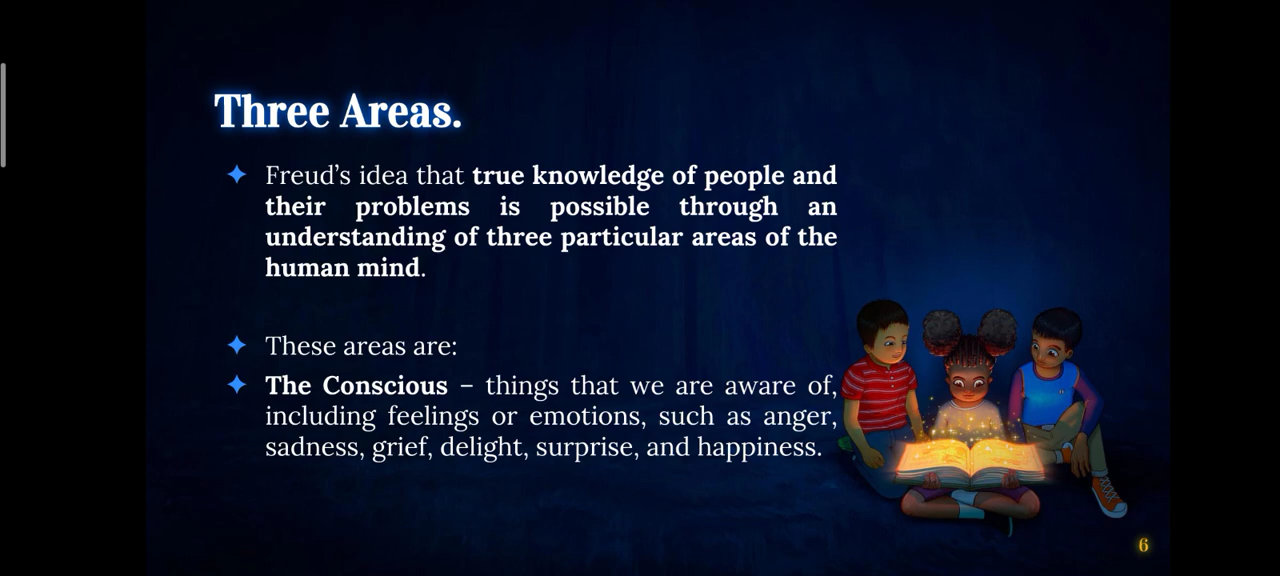 Three Areas.
Freud’s idea that true knowledge of people and
their problems is possible through an
understanding of three particular areas of the
human mind.
These areas are:
The Conscious – things that we are aware of,
including feelings or emotions, such as anger,
sadness, grief, delight, surprise, and happiness.
6